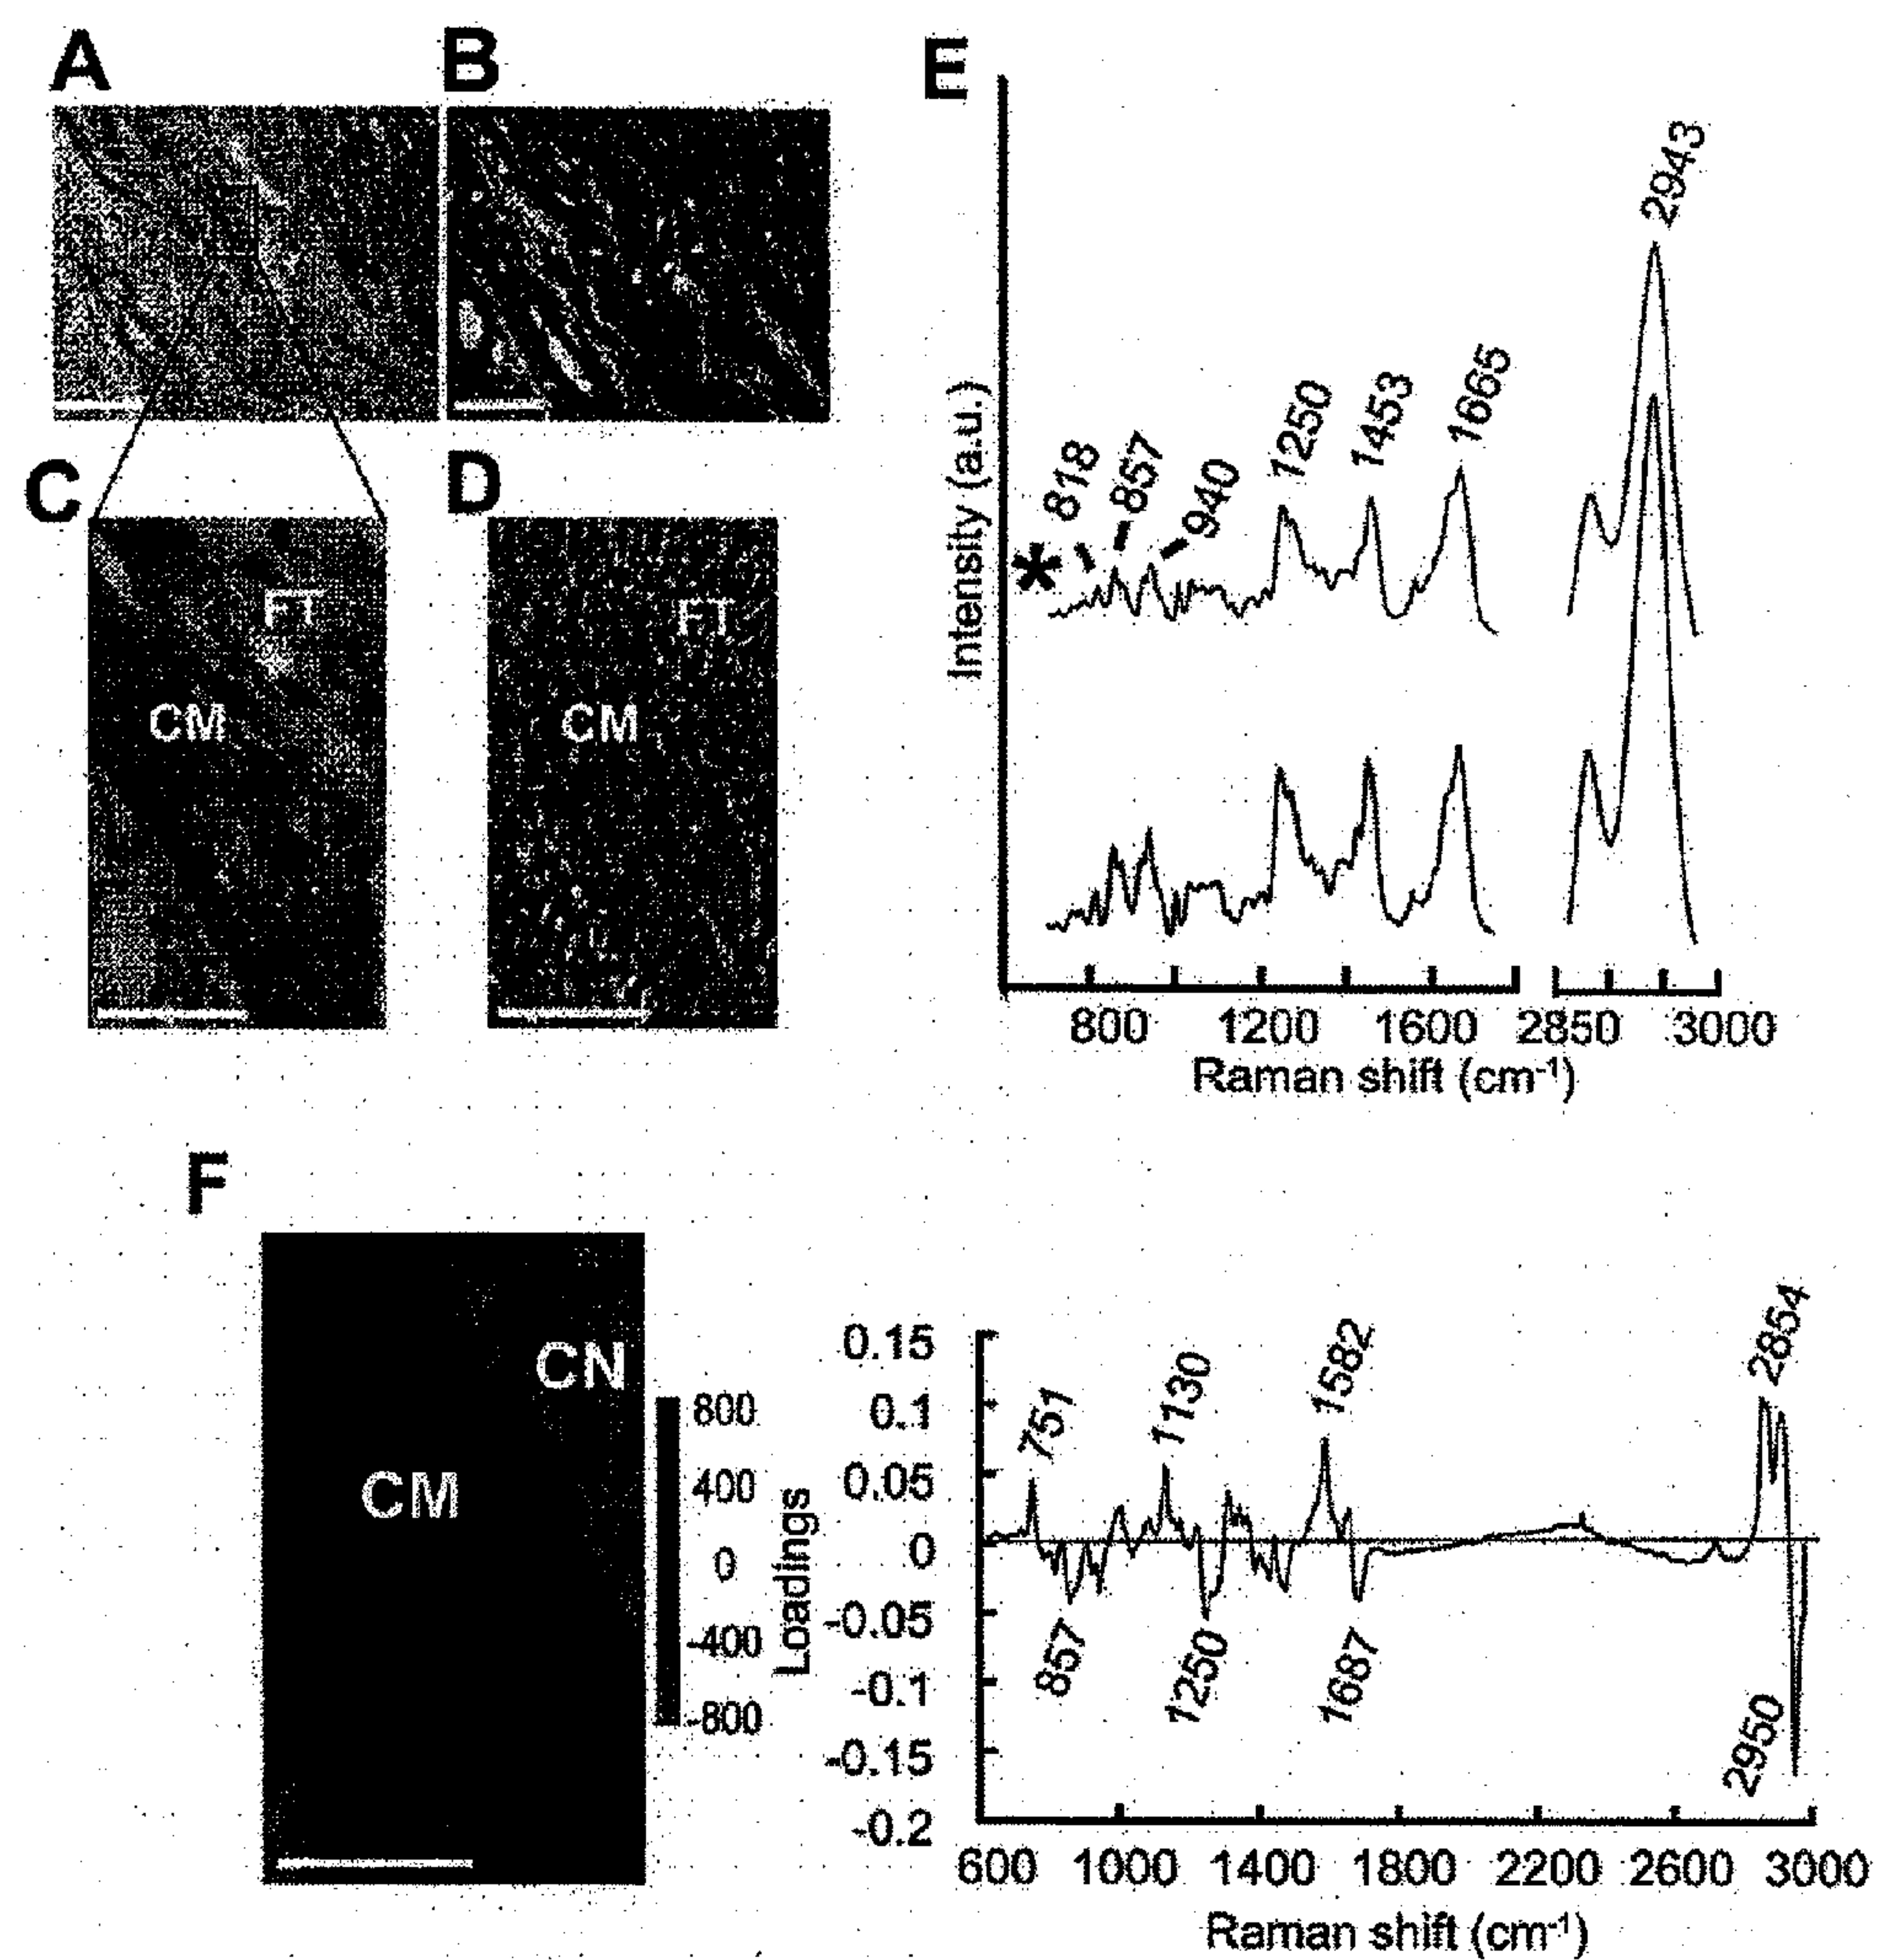 A
B
E
2943
1665
1453
1250
818
857
940
*
Intensity (a.u.)
C
D
FT
FT
CM
CM
800 1200 1600 2850 3000
Raman shift (cm-1)
F
CN
CM
800
400
0
-400
-800
Loadings
0.15
0.1
0.05
0
-0.05
-0.1
-0.15
-0.2
751
1130
1582
2854
857
1250
1687
2950
600 1000 1400 1800 2200 2600 3000
Raman shift (cm-1)